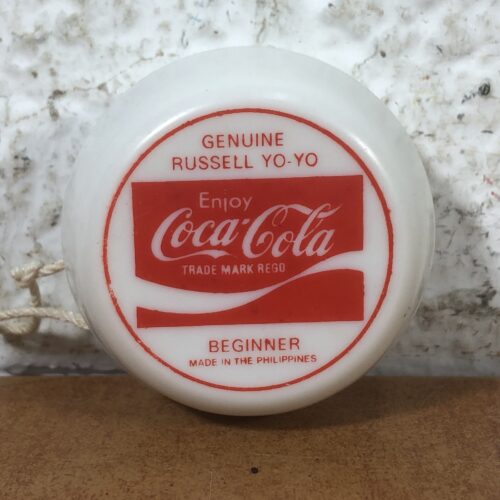 GENUINE
RUSSELL YO-YO
Enjoy
Coca-Cola
TRADE MARK REGD
BEGINNER
MADE IN THE PHILIPPINES